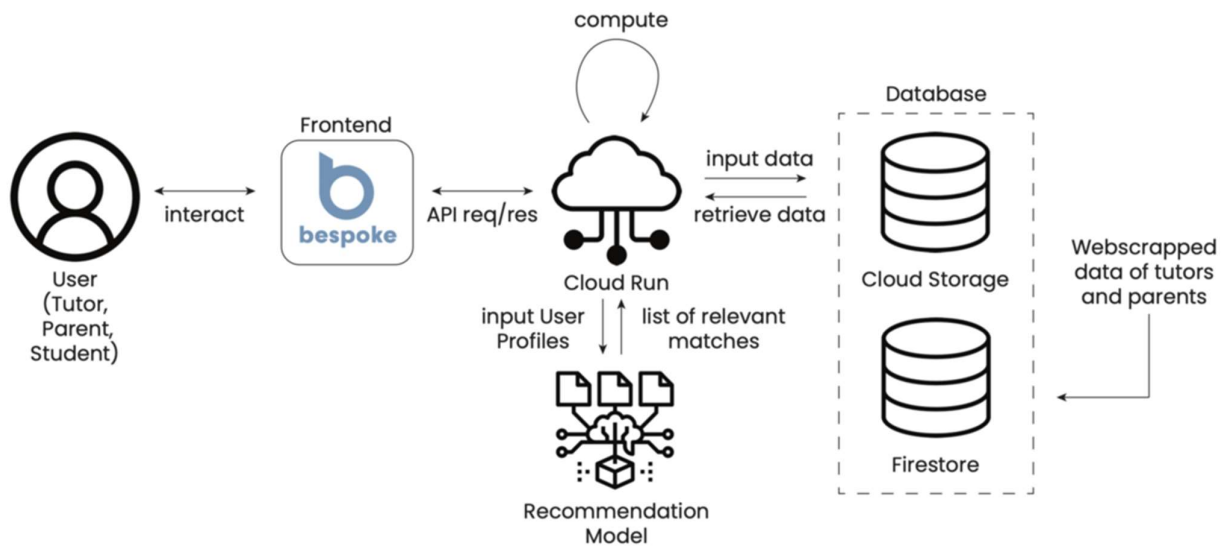 compute
Database
Frontend
input data
retrieve data
interact
bespoke
API req/res
User
(Tutor,
Parent,
Student)
Cloud Run
Cloud Storage
Webscrapped
data of tutors
and parents
input User
Profiles
list of relevant
matches
Firestore
Recommendation
Model